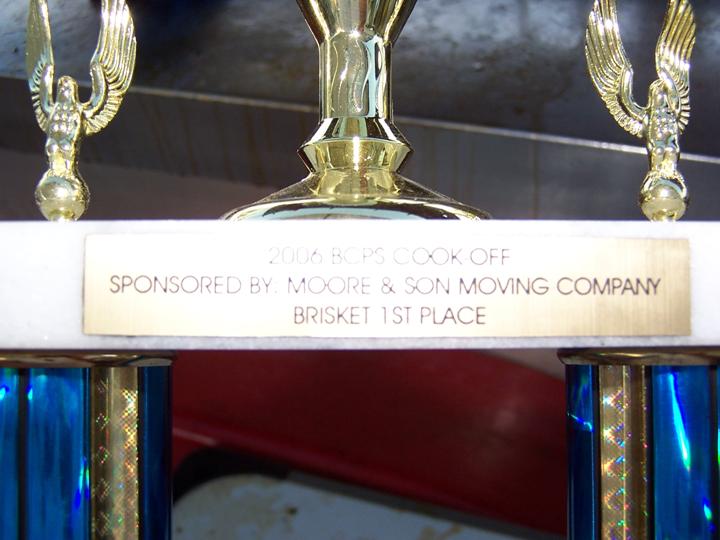 2006 BCPS COOK-OFF
SPONSORED BY: MOORE & SON MOVING COMPANY
BRISKET 1ST PLACE